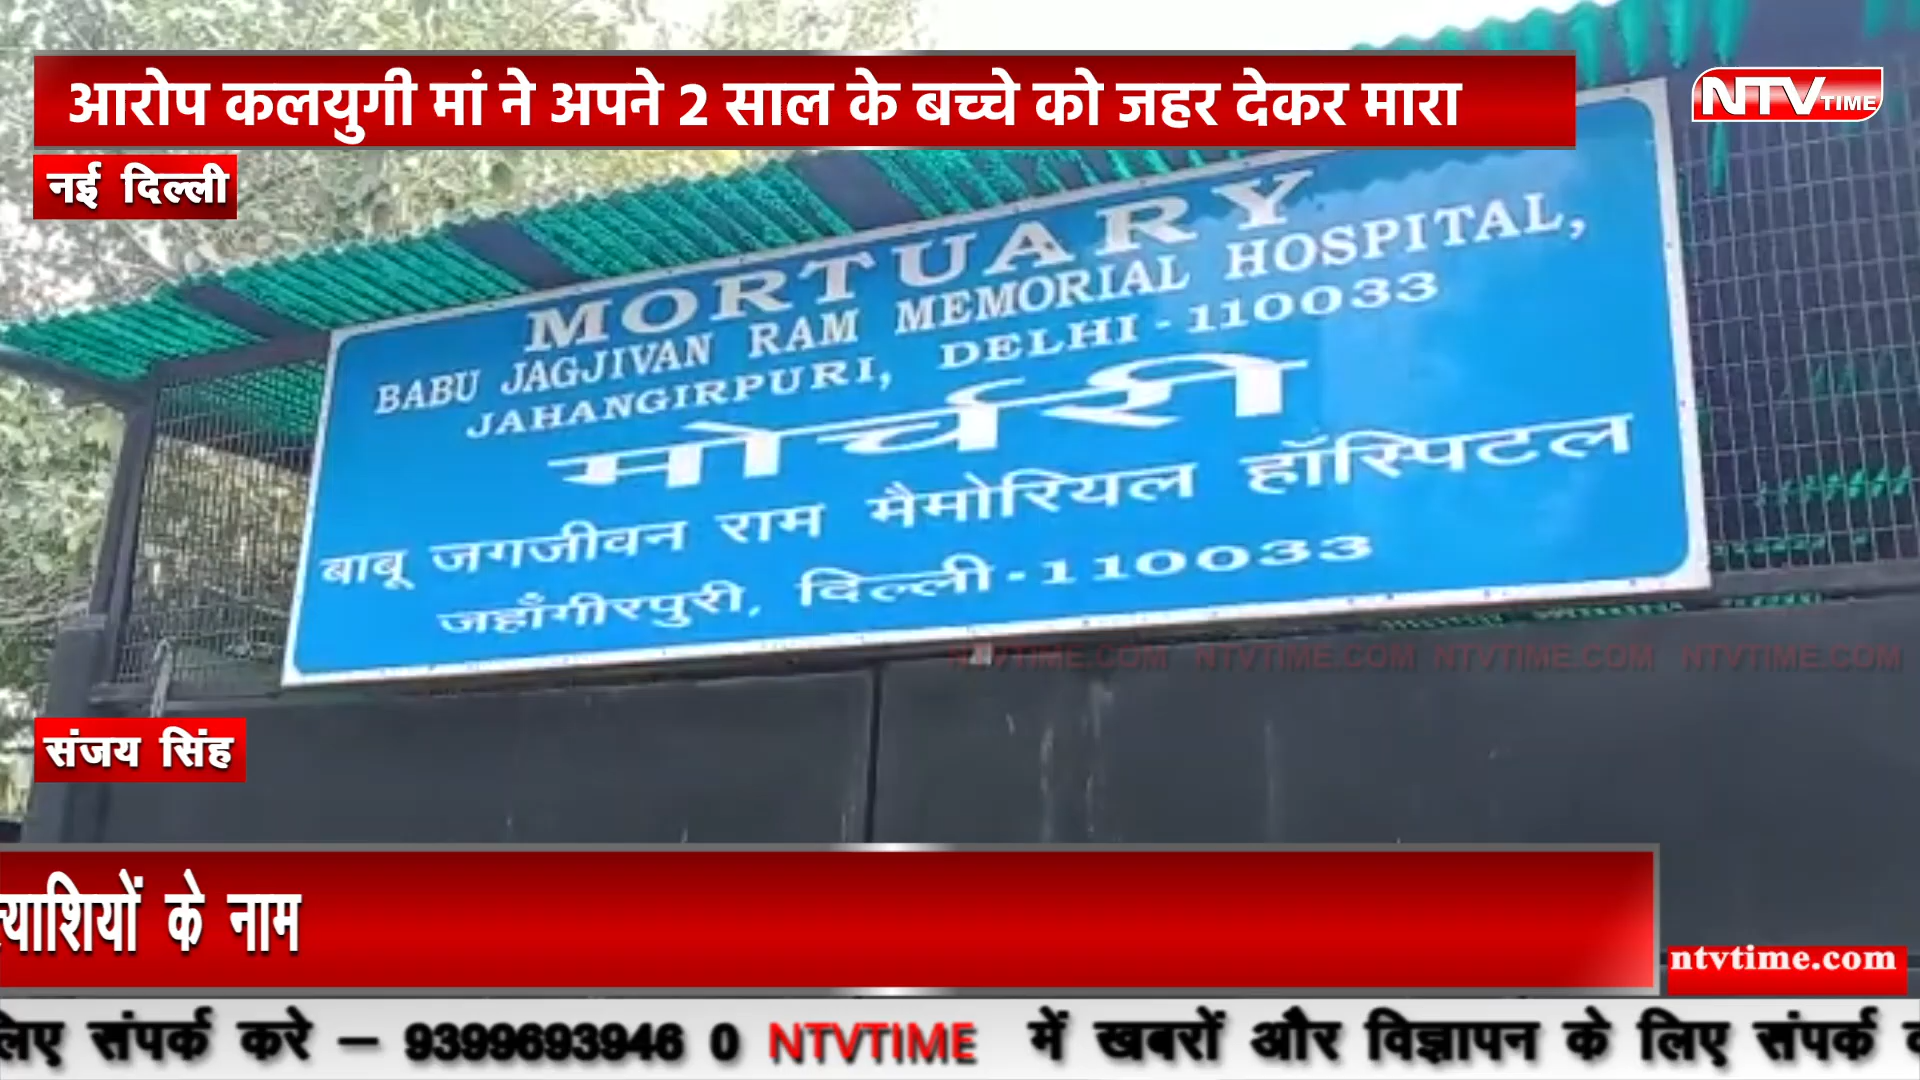 आरोप कलयुगी मां ने अपने 2 साल के बच्चे को जहर देकर मारा
NTV TIME
नई दिल्ली
MORTUARY
BABU JAGJIVAN RAM MEMORIAL HOSPITAL,
JAHANGIRPURI, DELHI - 110033
मोर्चरी
बाबू जगजीवन राम मैमोरियल हॉस्पिटल
जहाँगीरपुरी, दिल्ली - 110033
NTVTIME.COM NTVTIME.COM NTVTIME.COM NTVTIME.COM
संजय सिंह
के नाम
ntvtime.com
संपर्क करे – 9399693946 0 NTVTIME में खबरों और विज्ञापन के लिए संपर्क